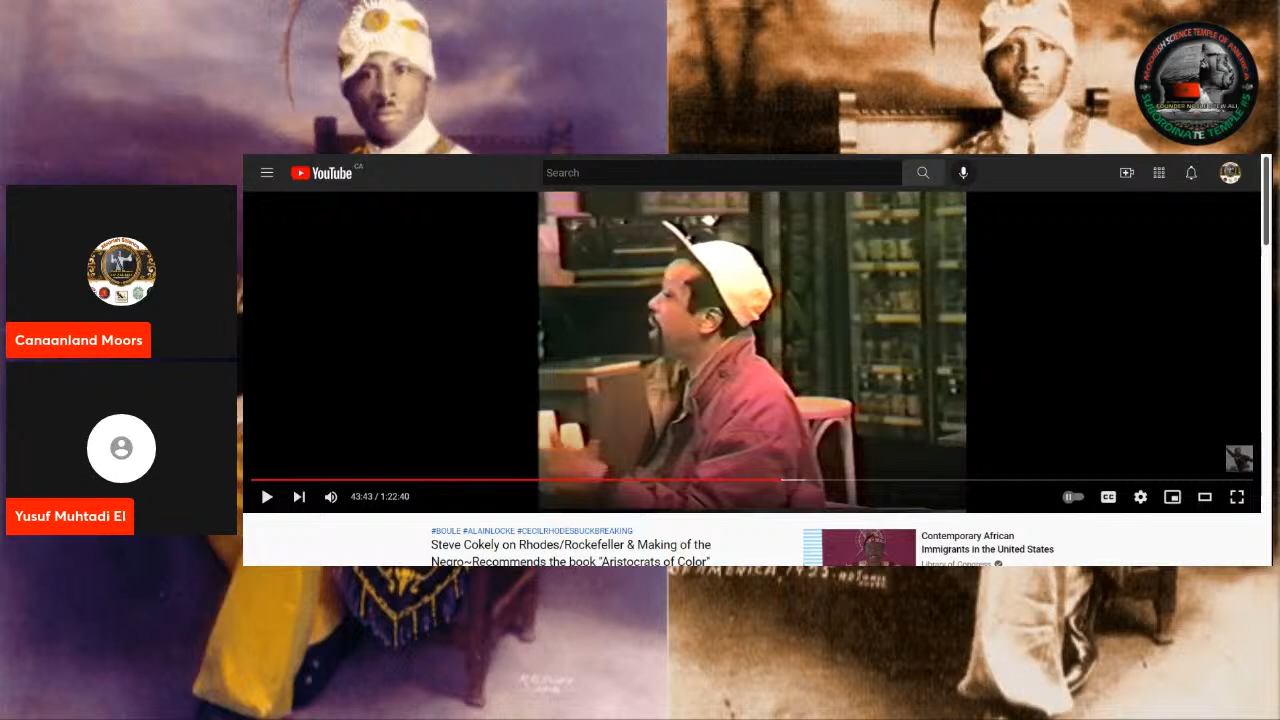 MOORISH SCIENCE TEMPLE OF AMERICA
FOUNDER NOBLE DREW ALI
SUBORDINATE TEMPLE #5
YouTube CA
Search
Canaanland Moors
Yusuf Muhtadi El
43:43 / 1:22:40
CC
#BOULE #ALAINLOCKE #CECILRHODESBUCKBREAKING
Steve Cokely on Rhodes/Rockefeller & Making of the
Negro~Recommends the book "Aristocrats of Color"
Contemporary African
Immigrants in the United States
Library of Congress